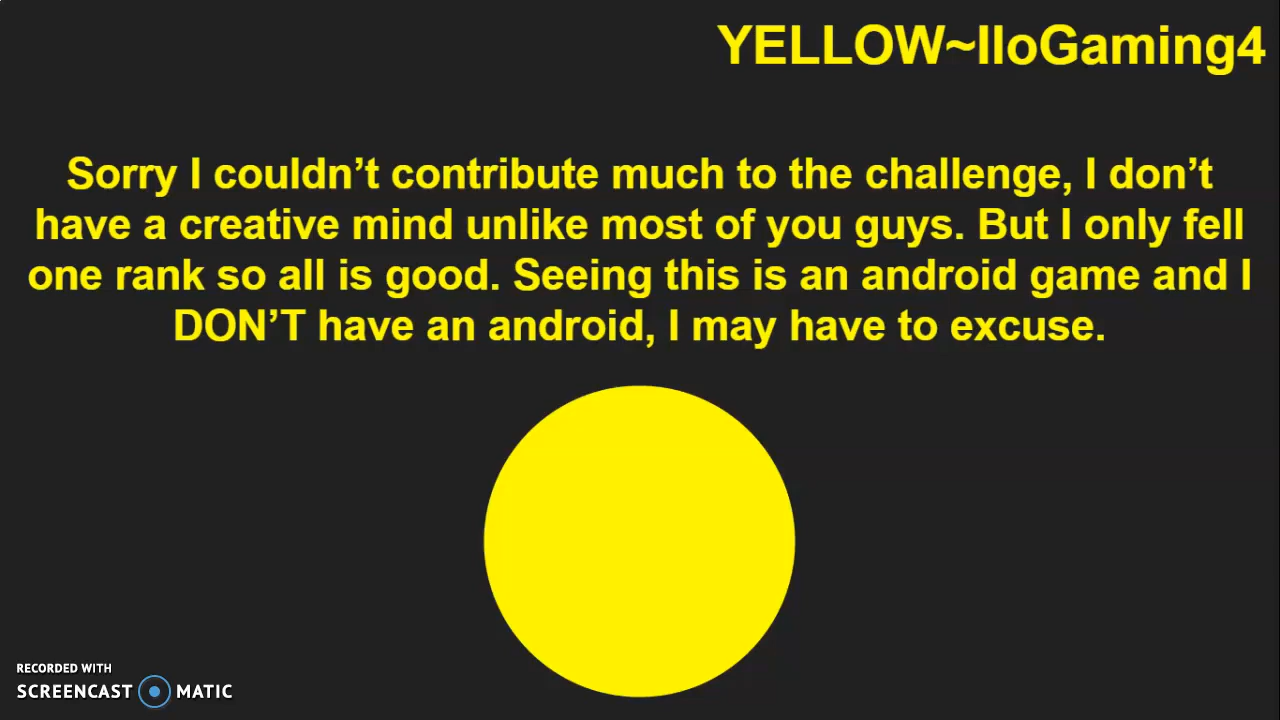 YELLOW~IloGaming4
Sorry I couldn’t contribute much to the challenge, I don’t
have a creative mind unlike most of you guys. But I only fell
one rank so all is good. Seeing this is an android game and I
DON’T have an android, I may have to excuse.
RECORDED WITH
SCREENCAST MATIC